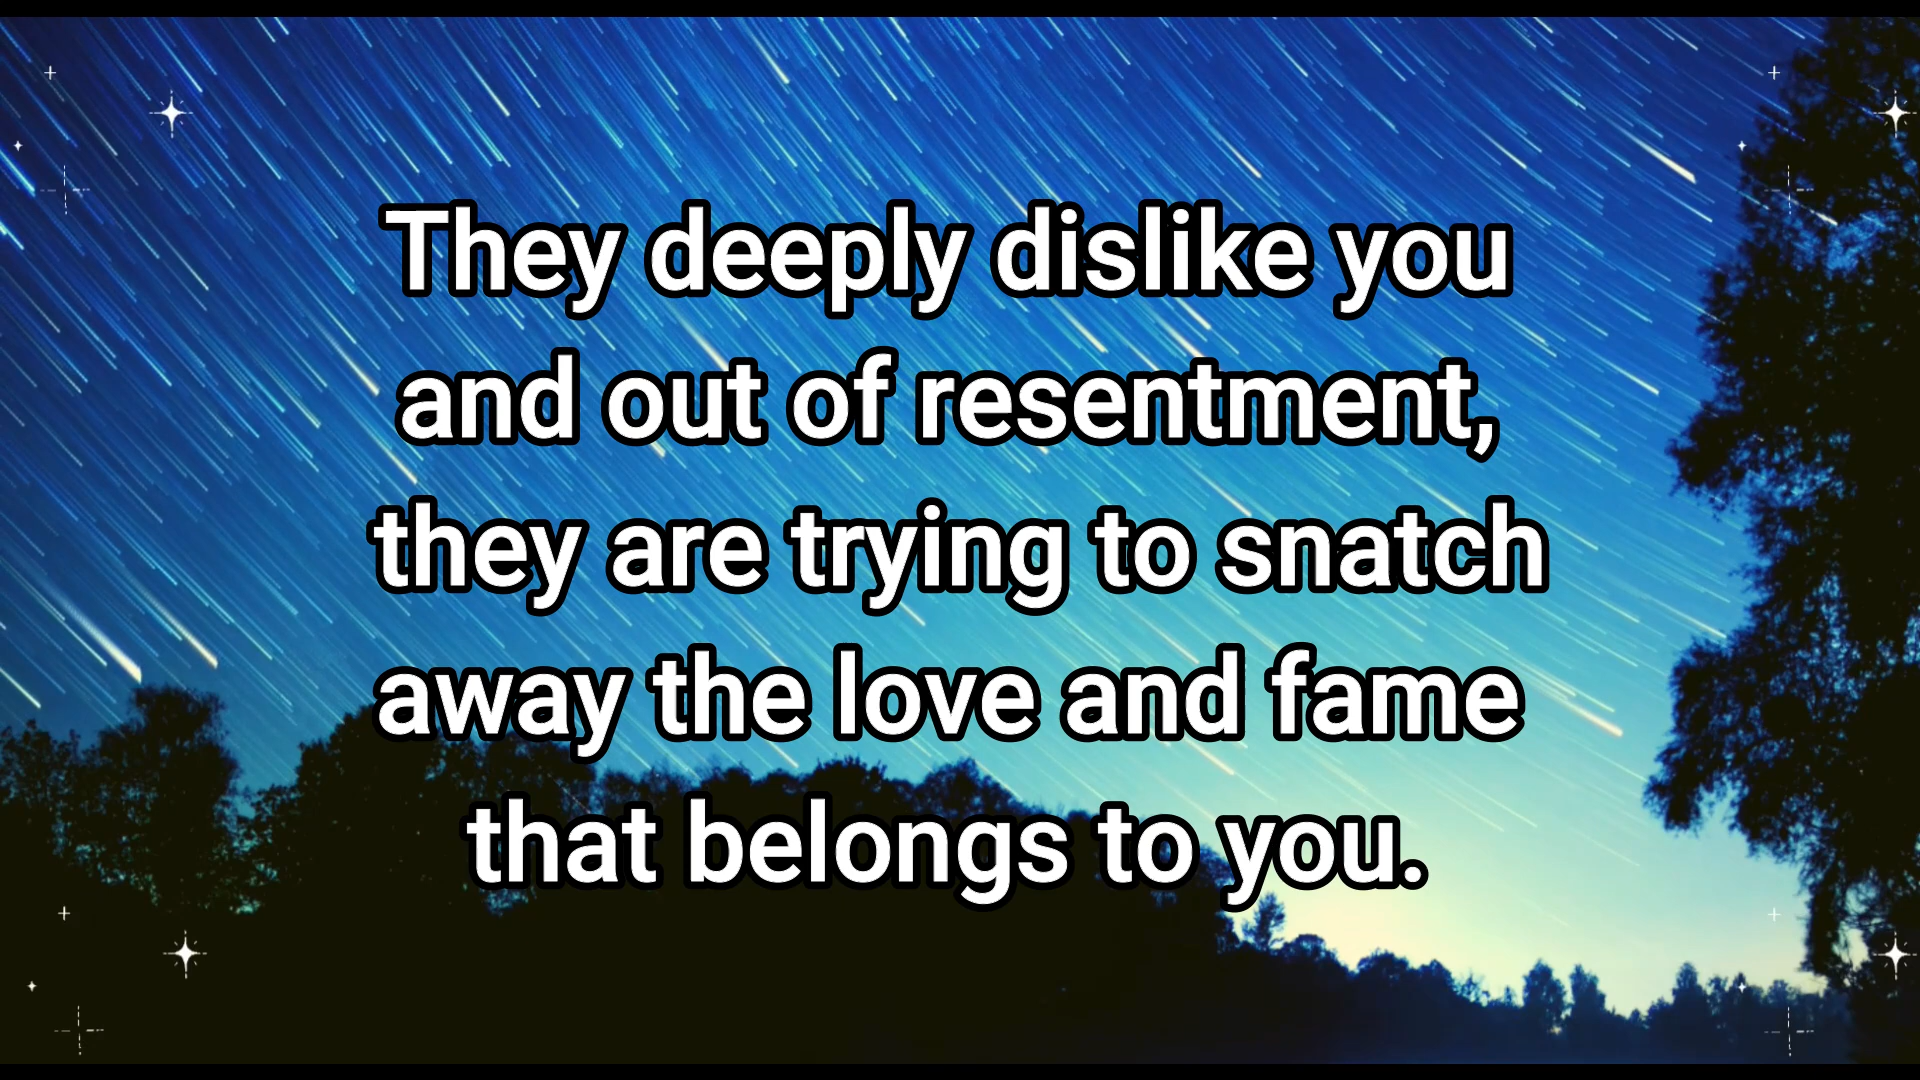 They deeply dislike you
and out of resentment,
they are trying to snatch
away the love and fame
that belongs to you.